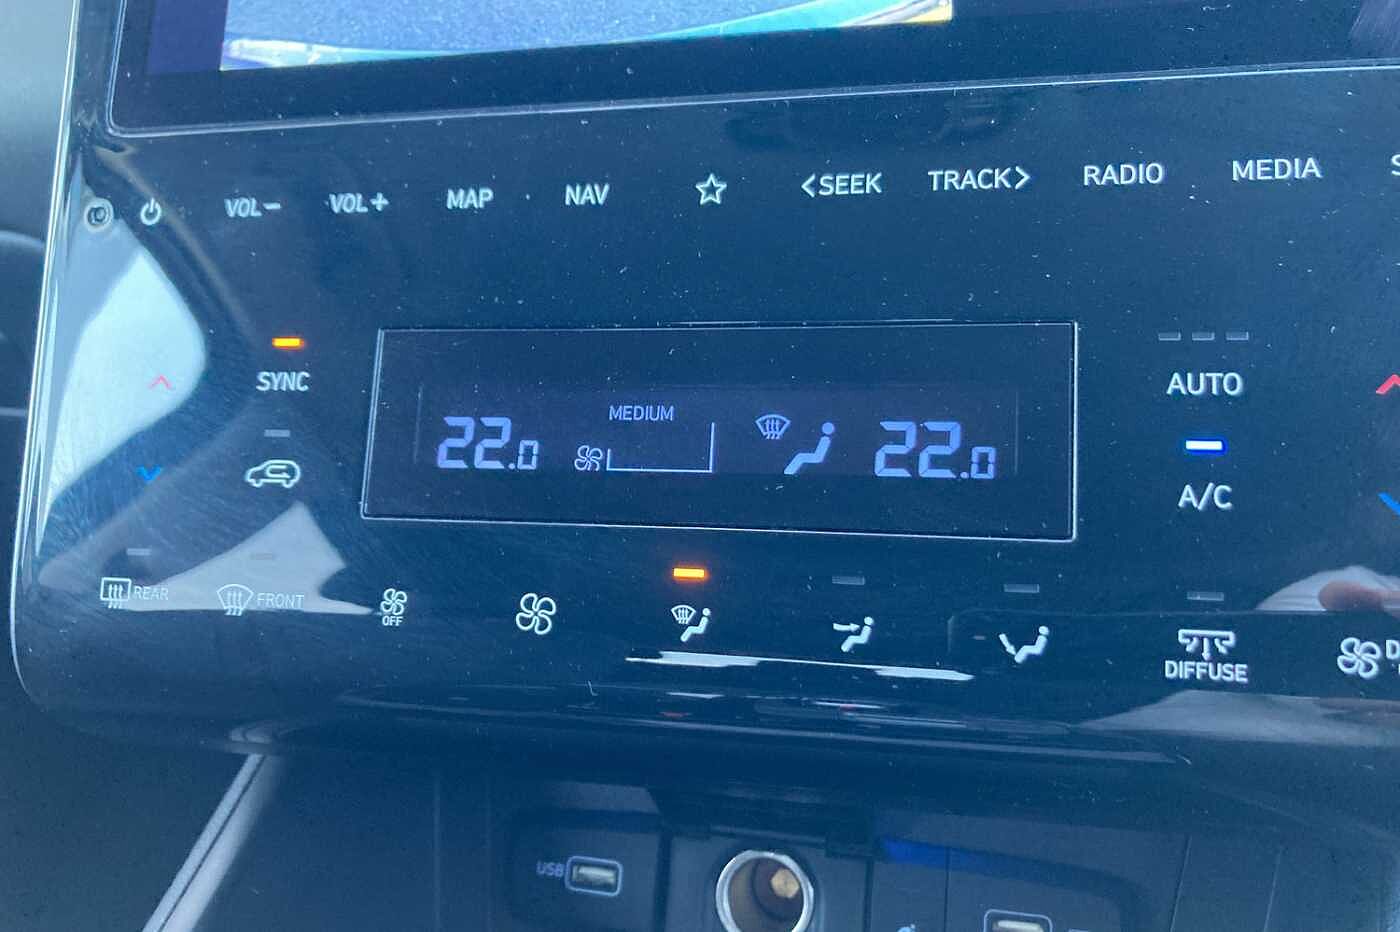 VOL−
VOL+
MAP
NAV
<SEEK
TRACK>
RADIO
MEDIA
SYNC
22.0
MEDIUM
22.0
AUTO
A/C
REAR
FRONT
OFF
DIFFUSE
USB